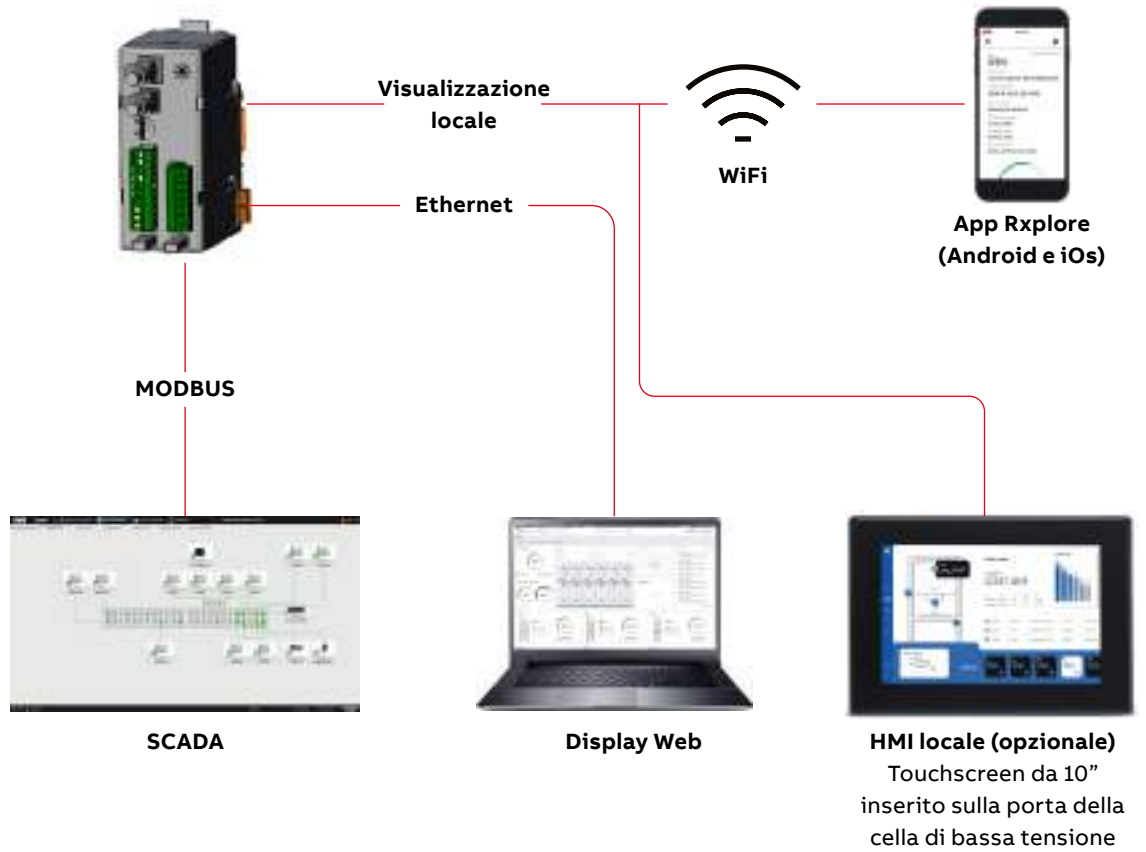 Visualizzazione
locale
WiFi
App Rxplore
(Android e iOs)
Ethernet
MODBUS
SCADA
Display Web
HMI locale (opzionale)
Touchscreen da 10”
inserito sulla porta della
cella di bassa tensione